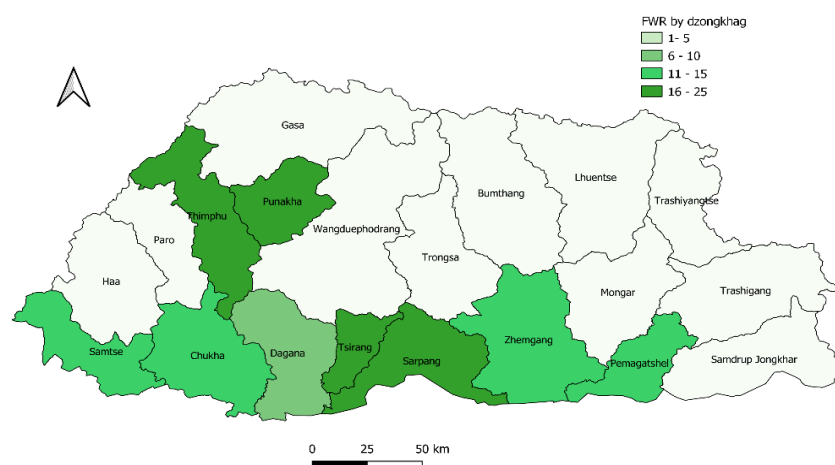 FWR by dzongkhag
1- 5
6 - 10
11 - 15
16 - 25
Gasa
Punakha
Thimphu
Paro
Haa
Wangduephodrang
Bumthang
Lhuentse
Trashiyangtse
Trongsa
Mongar
Trashigang
Samtse
Chukha
Dagana
Tsirang
Sarpang
Zhemgang
Pemagatshel
Samdrup Jongkhar
0 25 50 km